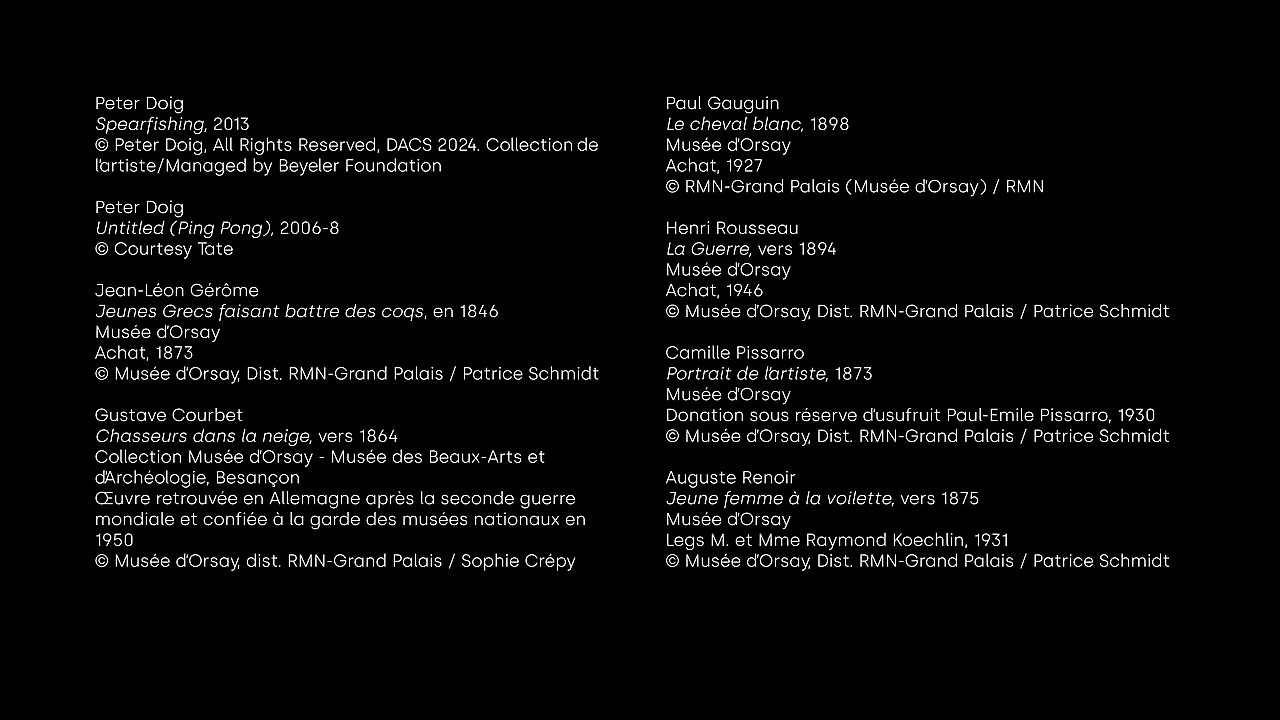 Peter Doig
Spearfishing, 2013
© Peter Doig, All Rights Reserved, DACS 2024. Collection de
l'artiste/Managed by Beyeler Foundation
Peter Doig
Untitled (Ping Pong), 2006-8
© Courtesy Tate
Jean-Léon Gérôme
Jeunes Grecs faisant battre des coqs, en 1846
Musée d'Orsay
Achat, 1873
© Musée d'Orsay, Dist. RMN-Grand Palais / Patrice Schmidt
Gustave Courbet
Chasseurs dans la neige, vers 1864
Collection Musée d'Orsay - Musée des Beaux-Arts et
d'Archéologie, Besançon
Œuvre retrouvée en Allemagne après la seconde guerre
mondiale et confiée à la garde des musées nationaux en
1950
© Musée d'Orsay, dist. RMN-Grand Palais / Sophie Crépy
Paul Gauguin
Le cheval blanc, 1898
Musée d'Orsay
Achat, 1927
© RMN-Grand Palais (Musée d'Orsay) / RMN
Henri Rousseau
La Guerre, vers 1894
Musée d'Orsay
Achat, 1946
© Musée d'Orsay, Dist. RMN-Grand Palais / Patrice Schmidt
Camille Pissarro
Portrait de l'artiste, 1873
Musée d'Orsay
Donation sous réserve d'usufruit Paul-Emile Pissarro, 1930
© Musée d'Orsay, Dist. RMN-Grand Palais / Patrice Schmidt
Auguste Renoir
Jeune femme à la voilette, vers 1875
Musée d'Orsay
Legs M. et Mme Raymond Koechlin, 1931
© Musée d'Orsay, Dist. RMN-Grand Palais / Patrice Schmidt